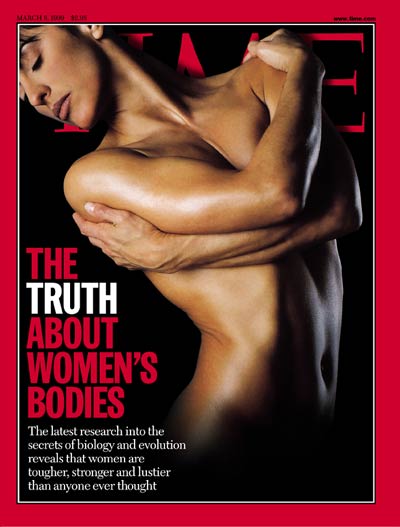 MARCH 8, 1999
www.time.com
TIME
THE
TRUTH
ABOUT
WOMEN'S
BODIES
The latest research into the
secrets of biology and evolution
reveals that women are
tougher, stronger and lustier
than anyone ever thought